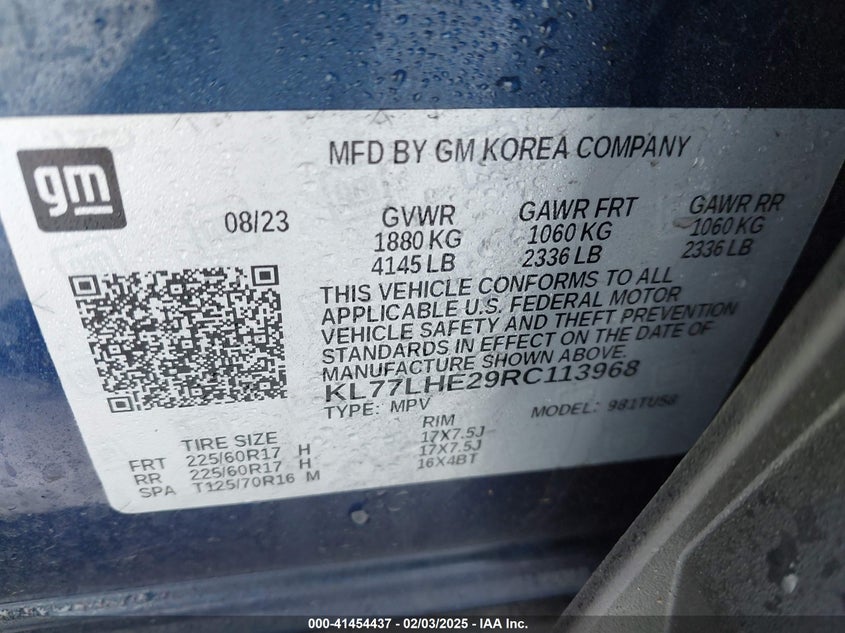 gm
MFD BY GM KOREA COMPANY
08/23
GVWR
1880 KG
4145 LB
GAWR FRT
1060 KG
2336 LB
GAWR RR
1060 KG
2336 LB
THIS VEHICLE CONFORMS TO ALL
APPLICABLE U.S. FEDERAL MOTOR
VEHICLE SAFETY AND THEFT PREVENTION
STANDARDS IN EFFECT ON THE DATE OF
MANUFACTURE SHOWN ABOVE.
KL77LHE29RC113968
TYPE: MPV
MODEL: 981TUS8
TIRE SIZE
RIM
FRT 225/60R17 H 17X7.5J
RR 225/60R17 H 17X7.5J
SPA T125/70R16 M 16X4BT
000-41454437 - 02/03/2025 - IAA Inc.